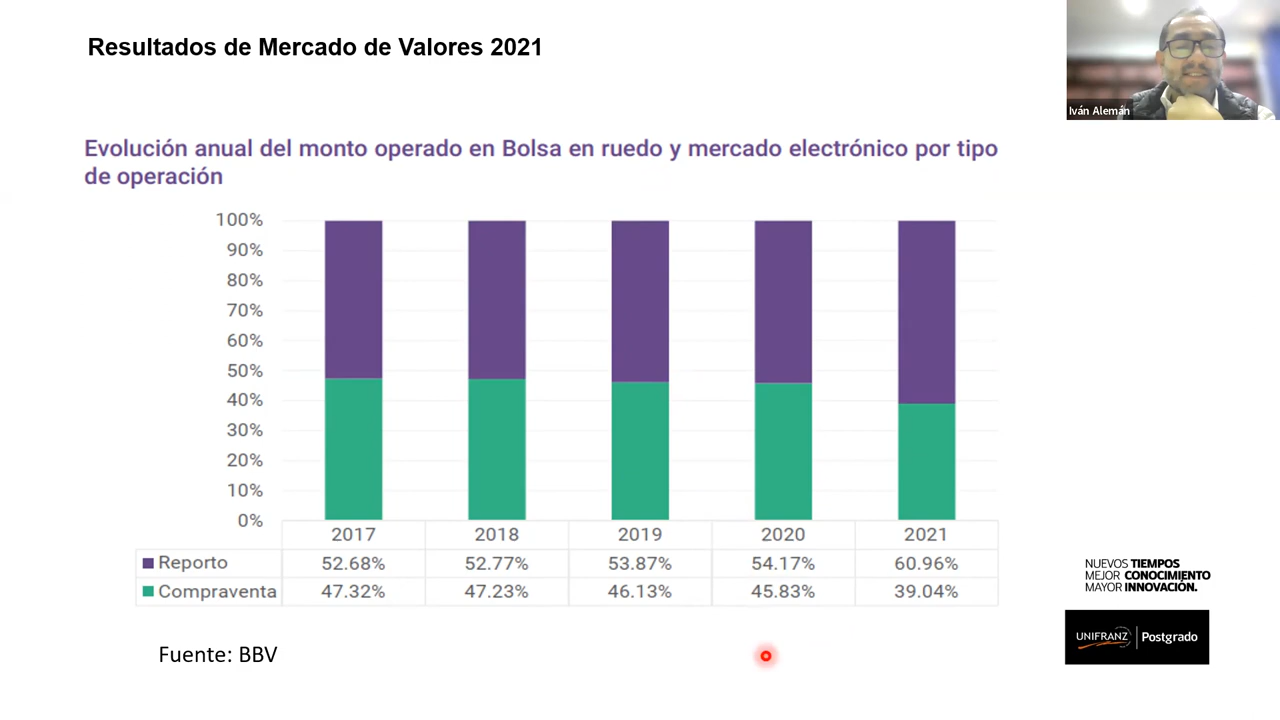 Resultados de Mercado de Valores 2021
Iván Alemán
Evolución anual del monto operado en Bolsa en ruedo y mercado electrónico por tipo
de operación
100%
90%
80%
70%
60%
50%
40%
30%
20%
10%
0%
2017 2018 2019 2020 2021
Reporto 52.68% 52.77% 53.87% 54.17% 60.96%
Compraventa 47.32% 47.23% 46.13% 45.83% 39.04%
Fuente: BBV
NUEVOS TIEMPOS
MEJOR CONOCIMIENTO
MAYOR INNOVACIÓN.
UNIFRANZ Postgrado